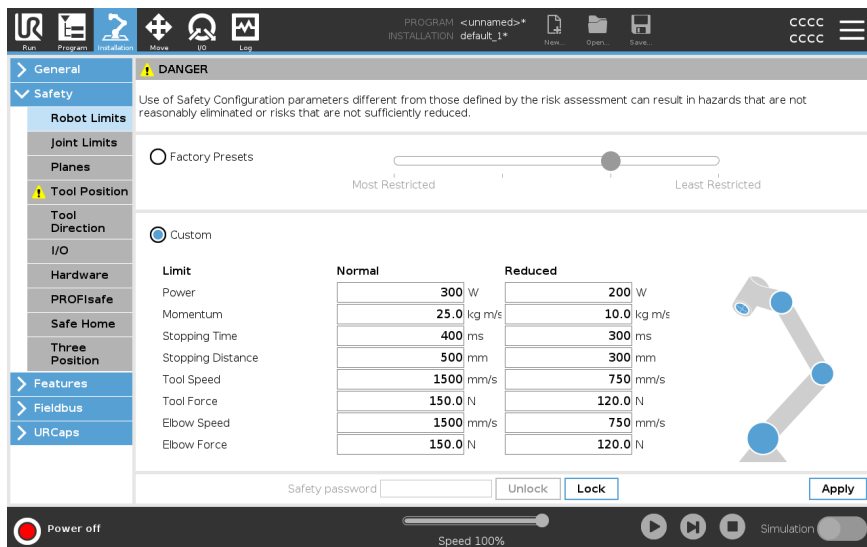 PROGRAM <unnamed>*
INSTALLATION default_1*
UR
Run
Program
Installation
Move
I/O
Log
New...
Open...
Save...
CCCC
CCCC
General
Safety
Robot Limits
Joint Limits
Planes
Tool Position
Tool
Direction
I/O
Hardware
PROFIsafe
Safe Home
Three
Position
Features
Fieldbus
URCaps
DANGER
Use of Safety Configuration parameters different from those defined by the risk assessment can result in hazards that are not
reasonably eliminated or risks that are not sufficiently reduced.
Factory Presets
Most Restricted Least Restricted
Custom
Limit Normal Reduced
Power 300 W 200 W
Momentum 25.0 kg m/s 10.0 kg m/s
Stopping Time 400 ms 300 ms
Stopping Distance 500 mm 300 mm
Tool Speed 1500 mm/s 750 mm/s
Tool Force 150.0 N 120.0 N
Elbow Speed 1500 mm/s 750 mm/s
Elbow Force 150.0 N 120.0 N
Safety password Unlock Lock Apply
Power off
Speed 100%
Simulation